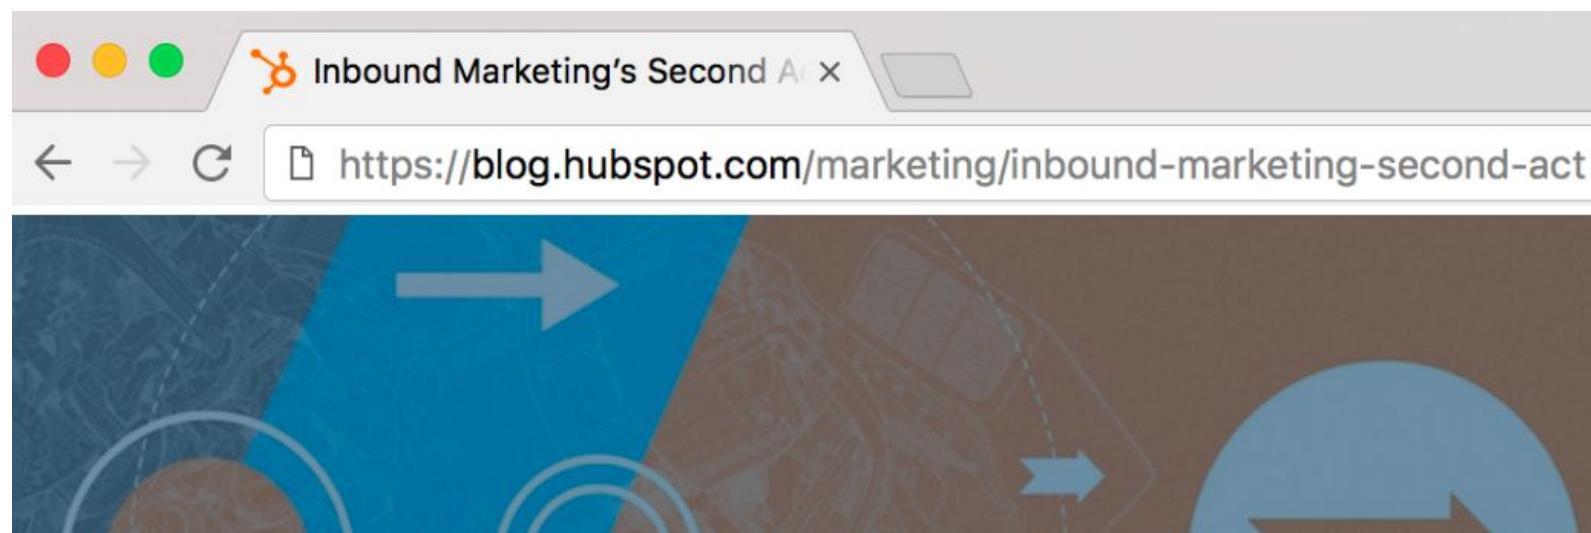 Inbound Marketing's Second A
https://blog.hubspot.com/marketing/inbound-marketing-second-act